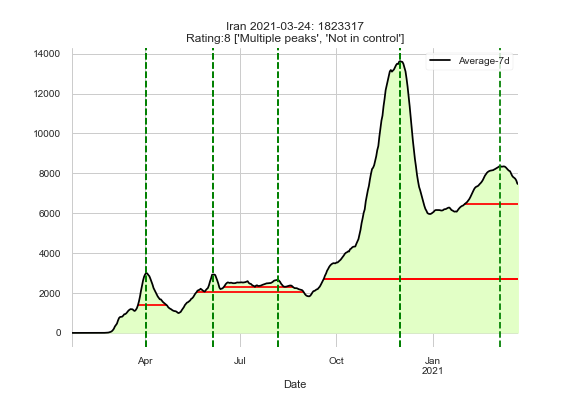 Iran 2021-03-24: 1823317
Rating:8 ['Multiple peaks', 'Not in control']
Average-7d
14000
12000
10000
8000
6000
4000
2000
0
Apr
Jul
Oct
Jan
2021
Date